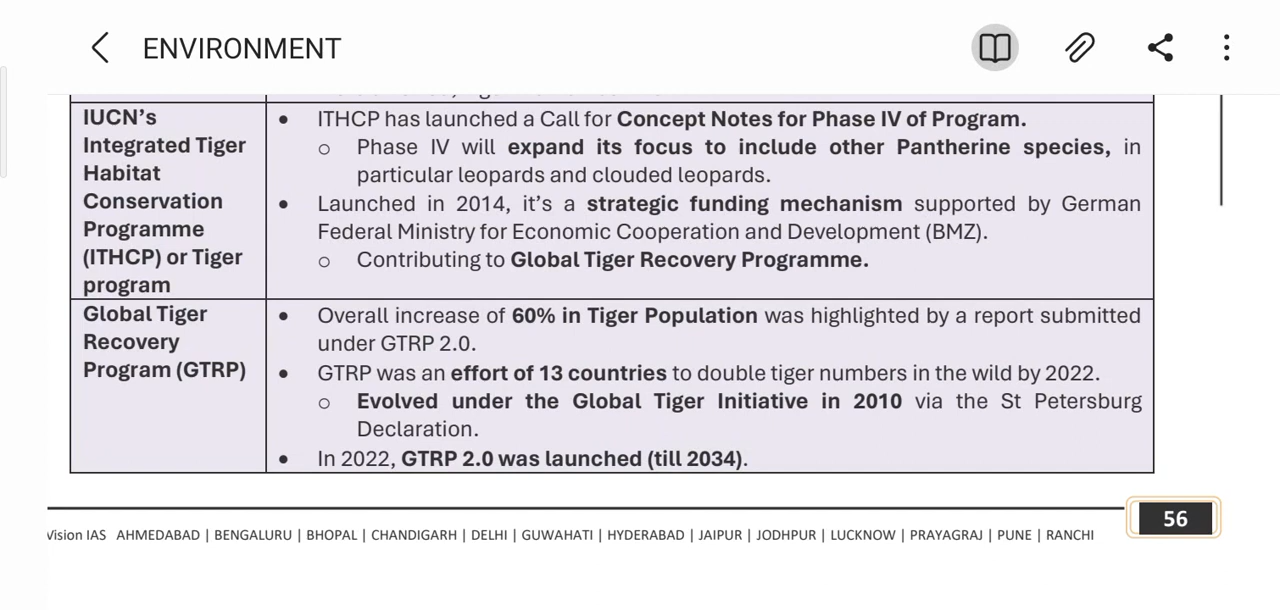 ENVIRONMENT
IUCN's
Integrated Tiger
Habitat
Conservation
Programme
(ITHCP) or Tiger
program
• ITHCP has launched a Call for Concept Notes for Phase IV of Program.
o Phase IV will expand its focus to include other Pantherine species, in
particular leopards and clouded leopards.
• Launched in 2014, it's a strategic funding mechanism supported by German
Federal Ministry for Economic Cooperation and Development (BMZ).
o Contributing to Global Tiger Recovery Programme.
Global Tiger
Recovery
Program (GTRP)
• Overall increase of 60% in Tiger Population was highlighted by a report submitted
under GTRP 2.0.
• GTRP was an effort of 13 countries to double tiger numbers in the wild by 2022.
o Evolved under the Global Tiger Initiative in 2010 via the St Petersburg
Declaration.
• In 2022, GTRP 2.0 was launched (till 2034).
56
Vision IAS AHMEDABAD | BENGALURU | BHOPAL | CHANDIGARH | DELHI | GUWAHATI | HYDERABAD | JAIPUR | JODHPUR | LUCKNOW | PRAYAGRAJ | PUNE | RANCHI